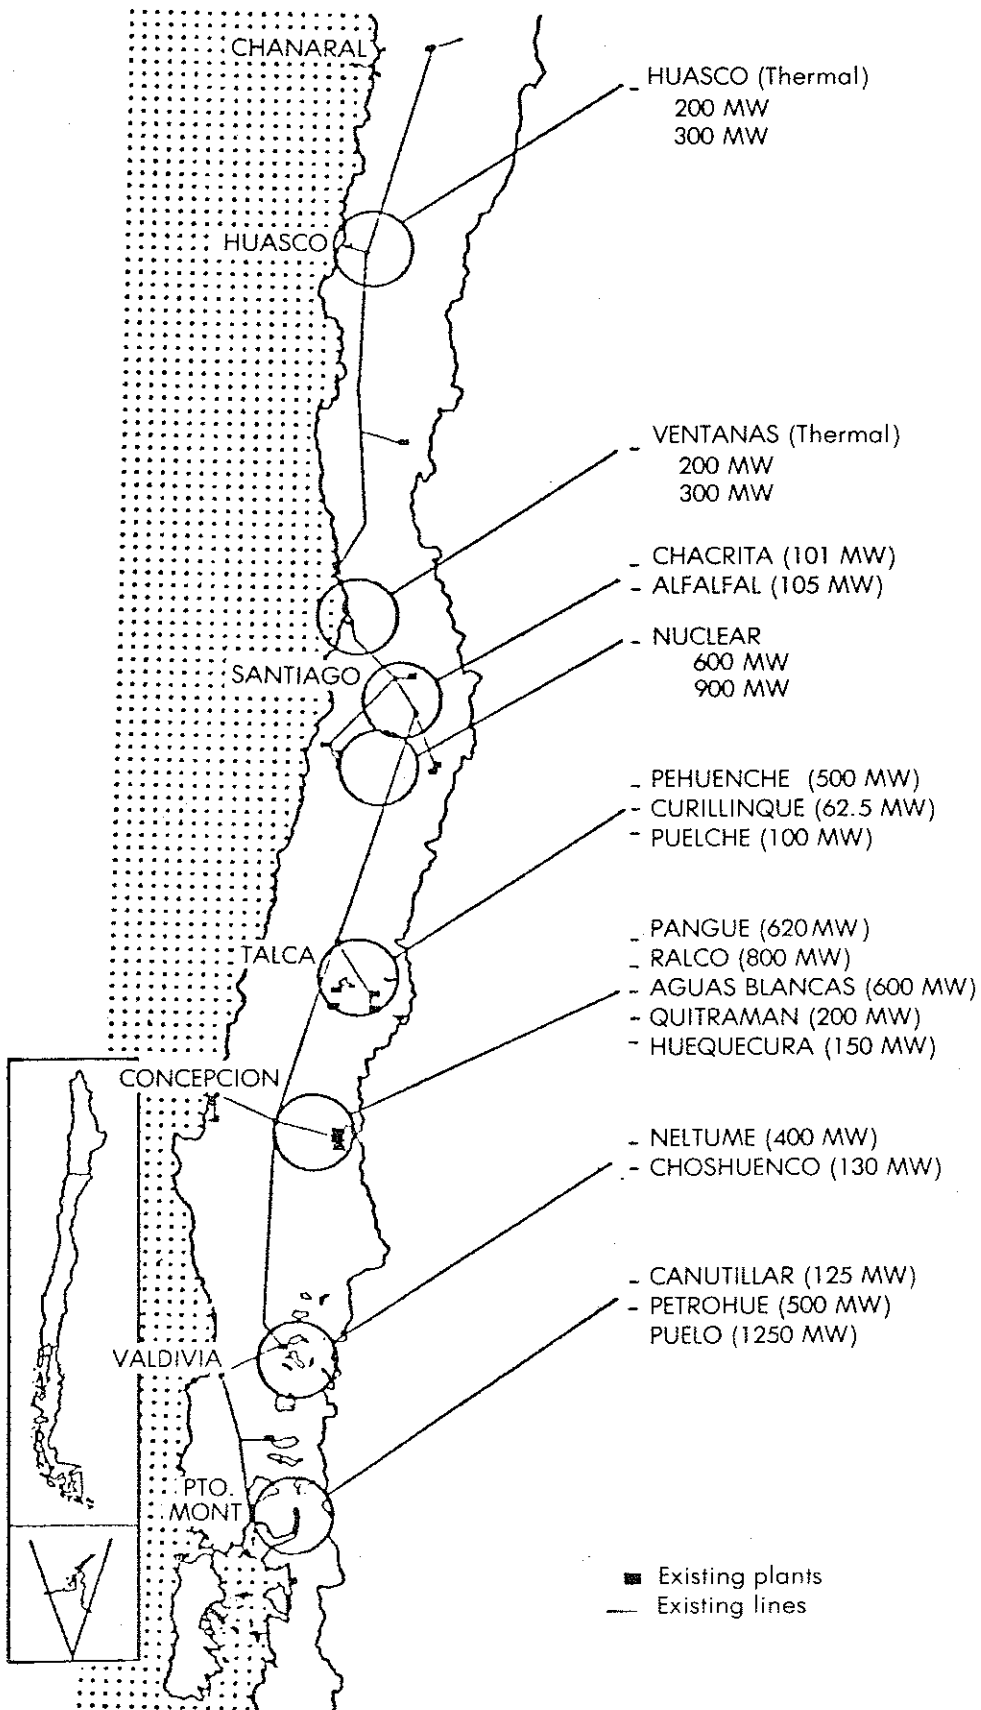 CHANARAL
- HUASCO (Thermal)
200 MW
300 MW
HUASCO
- VENTANAS (Thermal)
200 MW
300 MW
- CHACRITA (101 MW)
- ALFALFAL (105 MW)
- NUCLEAR
600 MW
900 MW
SANTIAGO
- PEHUENCHE (500 MW)
- CURILLINQUE (62.5 MW)
- PUELCHE (100 MW)
TALCA
- PANGUE (620 MW)
- RALCO (800 MW)
- AGUAS BLANCAS (600 MW)
- QUITRAMAN (200 MW)
- HUEQUECURA (150 MW)
CONCEPCION
- NELTUME (400 MW)
- CHOSHUENCO (130 MW)
- CANUTILLAR (125 MW)
- PETROHUE (500 MW)
PUELO (1250 MW)
VALDIVIA
PTO.
MONT
Existing plants
Existing lines